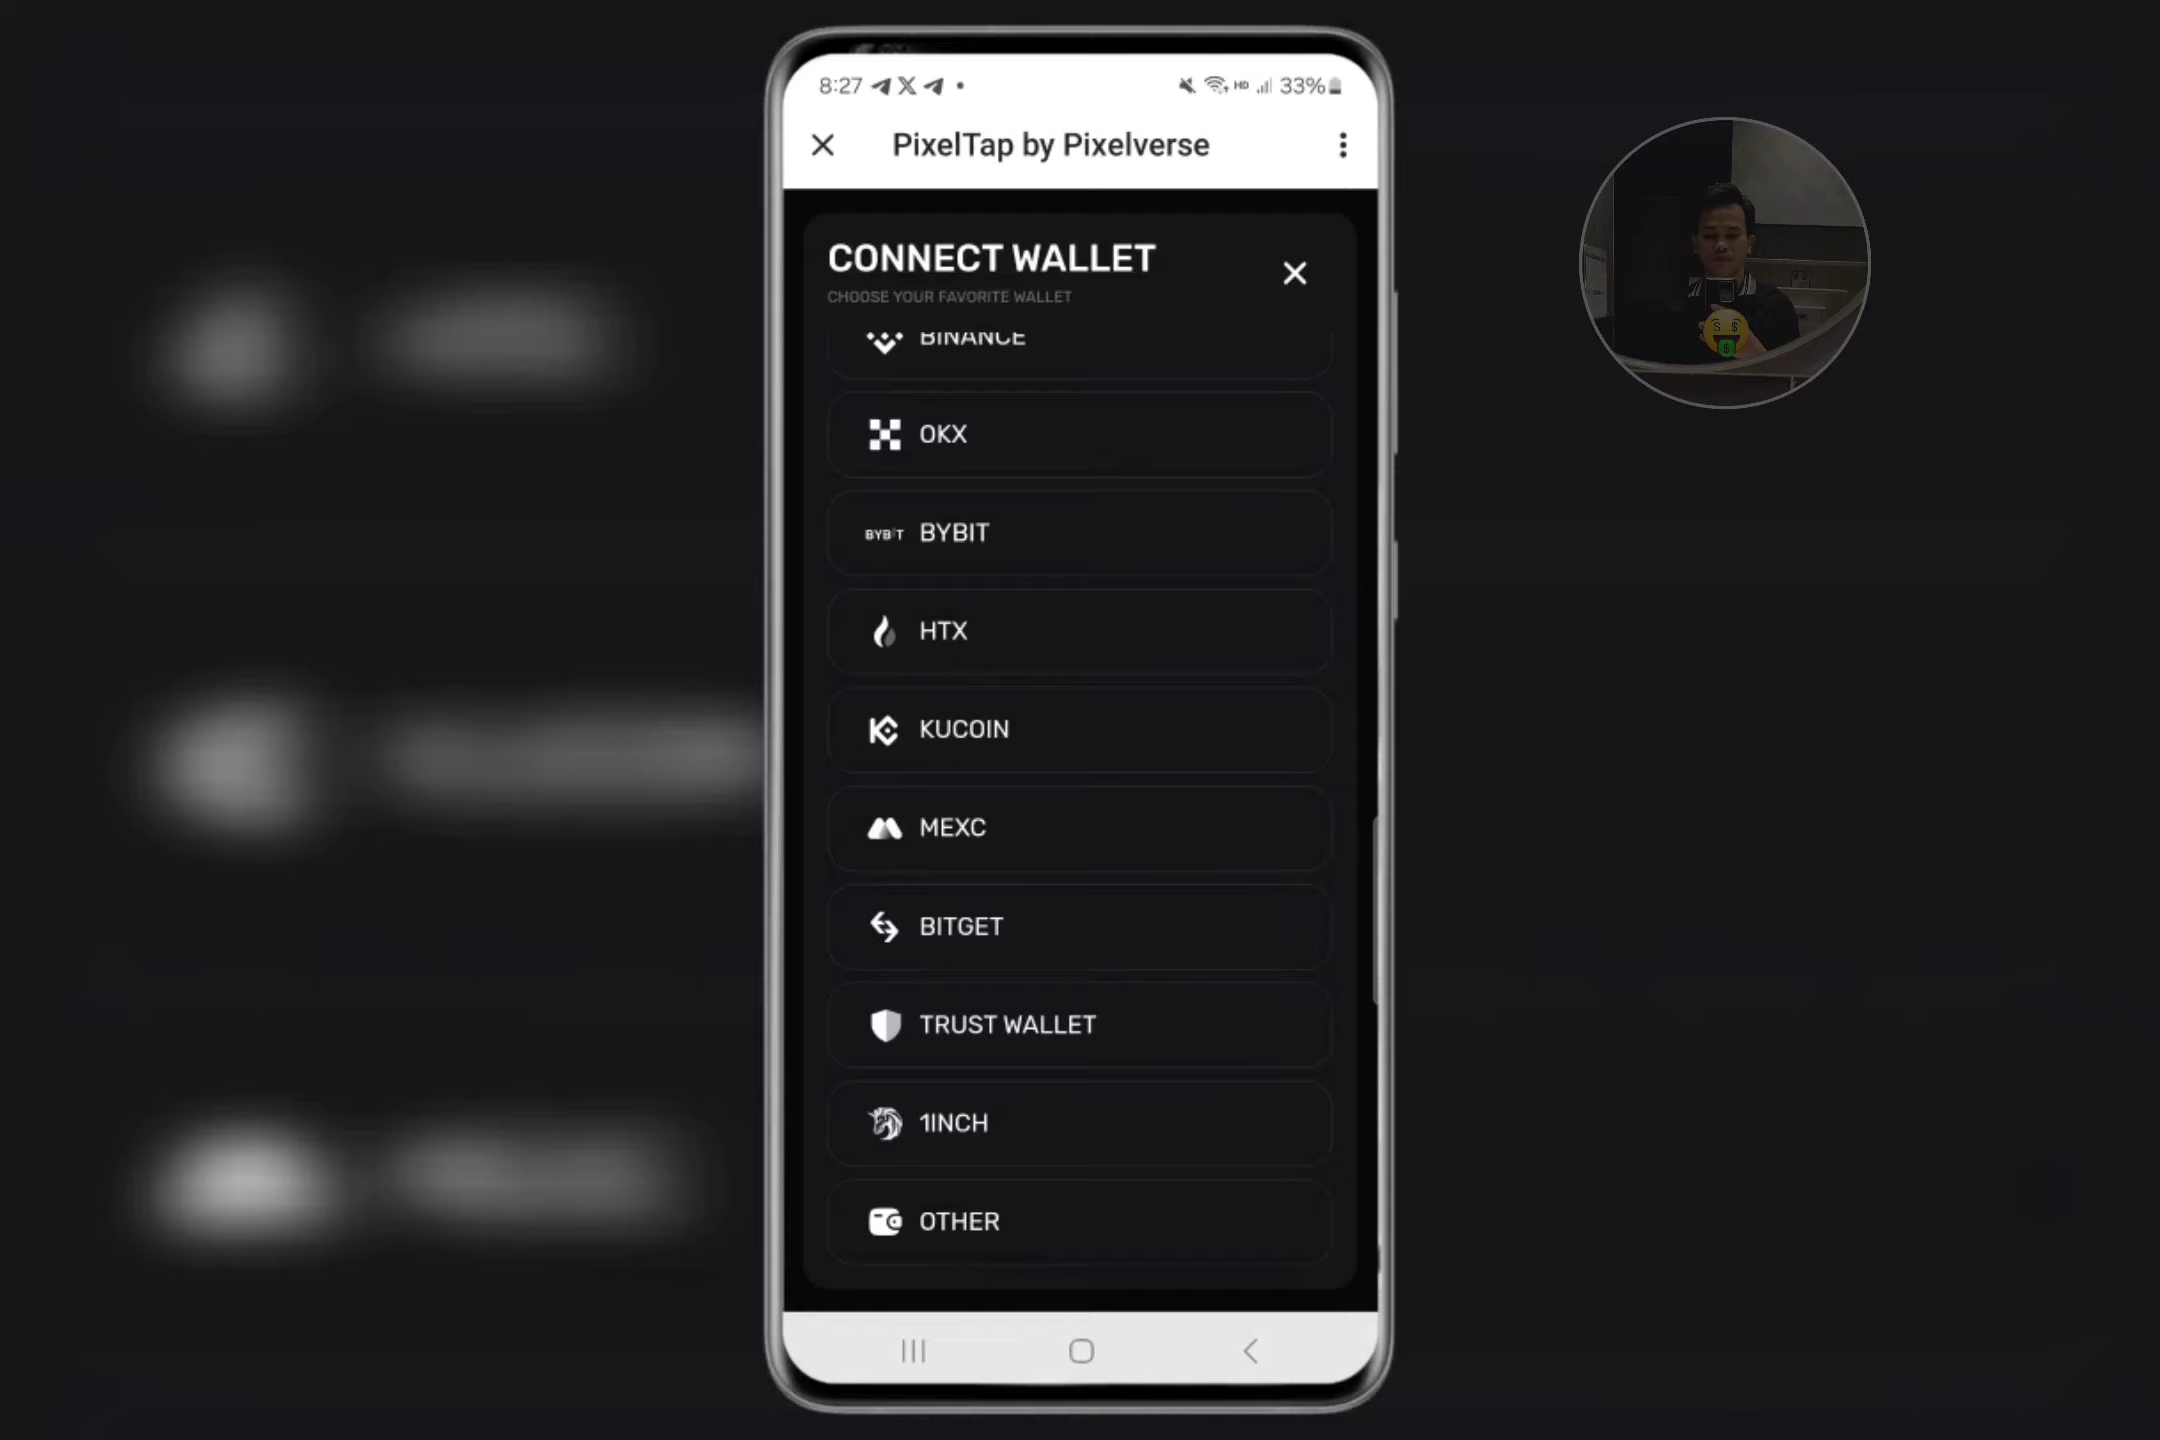 8:27 HD 33%
PixelTap by Pixelverse
CONNECT WALLET
CHOOSE YOUR FAVORITE WALLET
BINANCE
OKX
BYBIT BYBIT
HTX
KUCOIN
MEXC
BITGET
TRUST WALLET
1INCH
OTHER